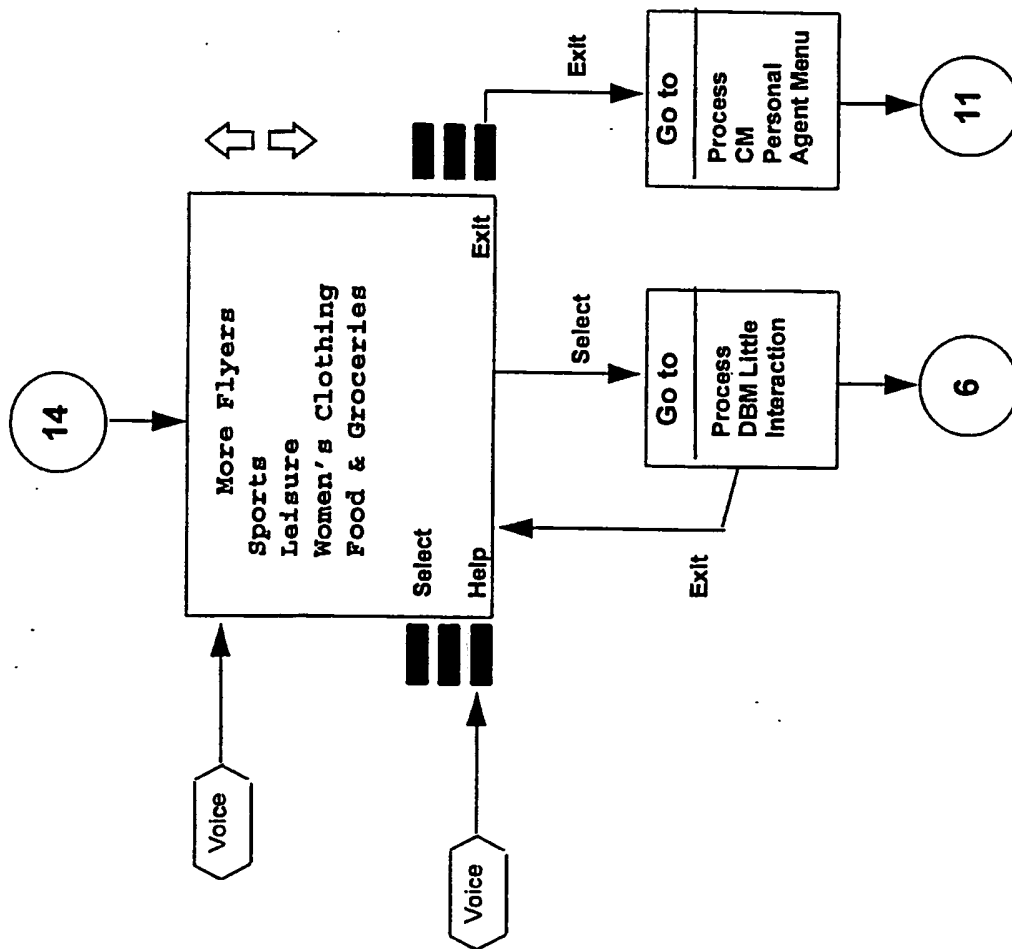 14
Voice
More Flyers
Sports
Leisure
Women's Clothing
Food & Groceries
Select
Help
Exit
Voice
Exit
Select
Exit
Go to
Process
DBM Little
Interaction
Go to
Process
CM
Personal
Agent Menu
6
11